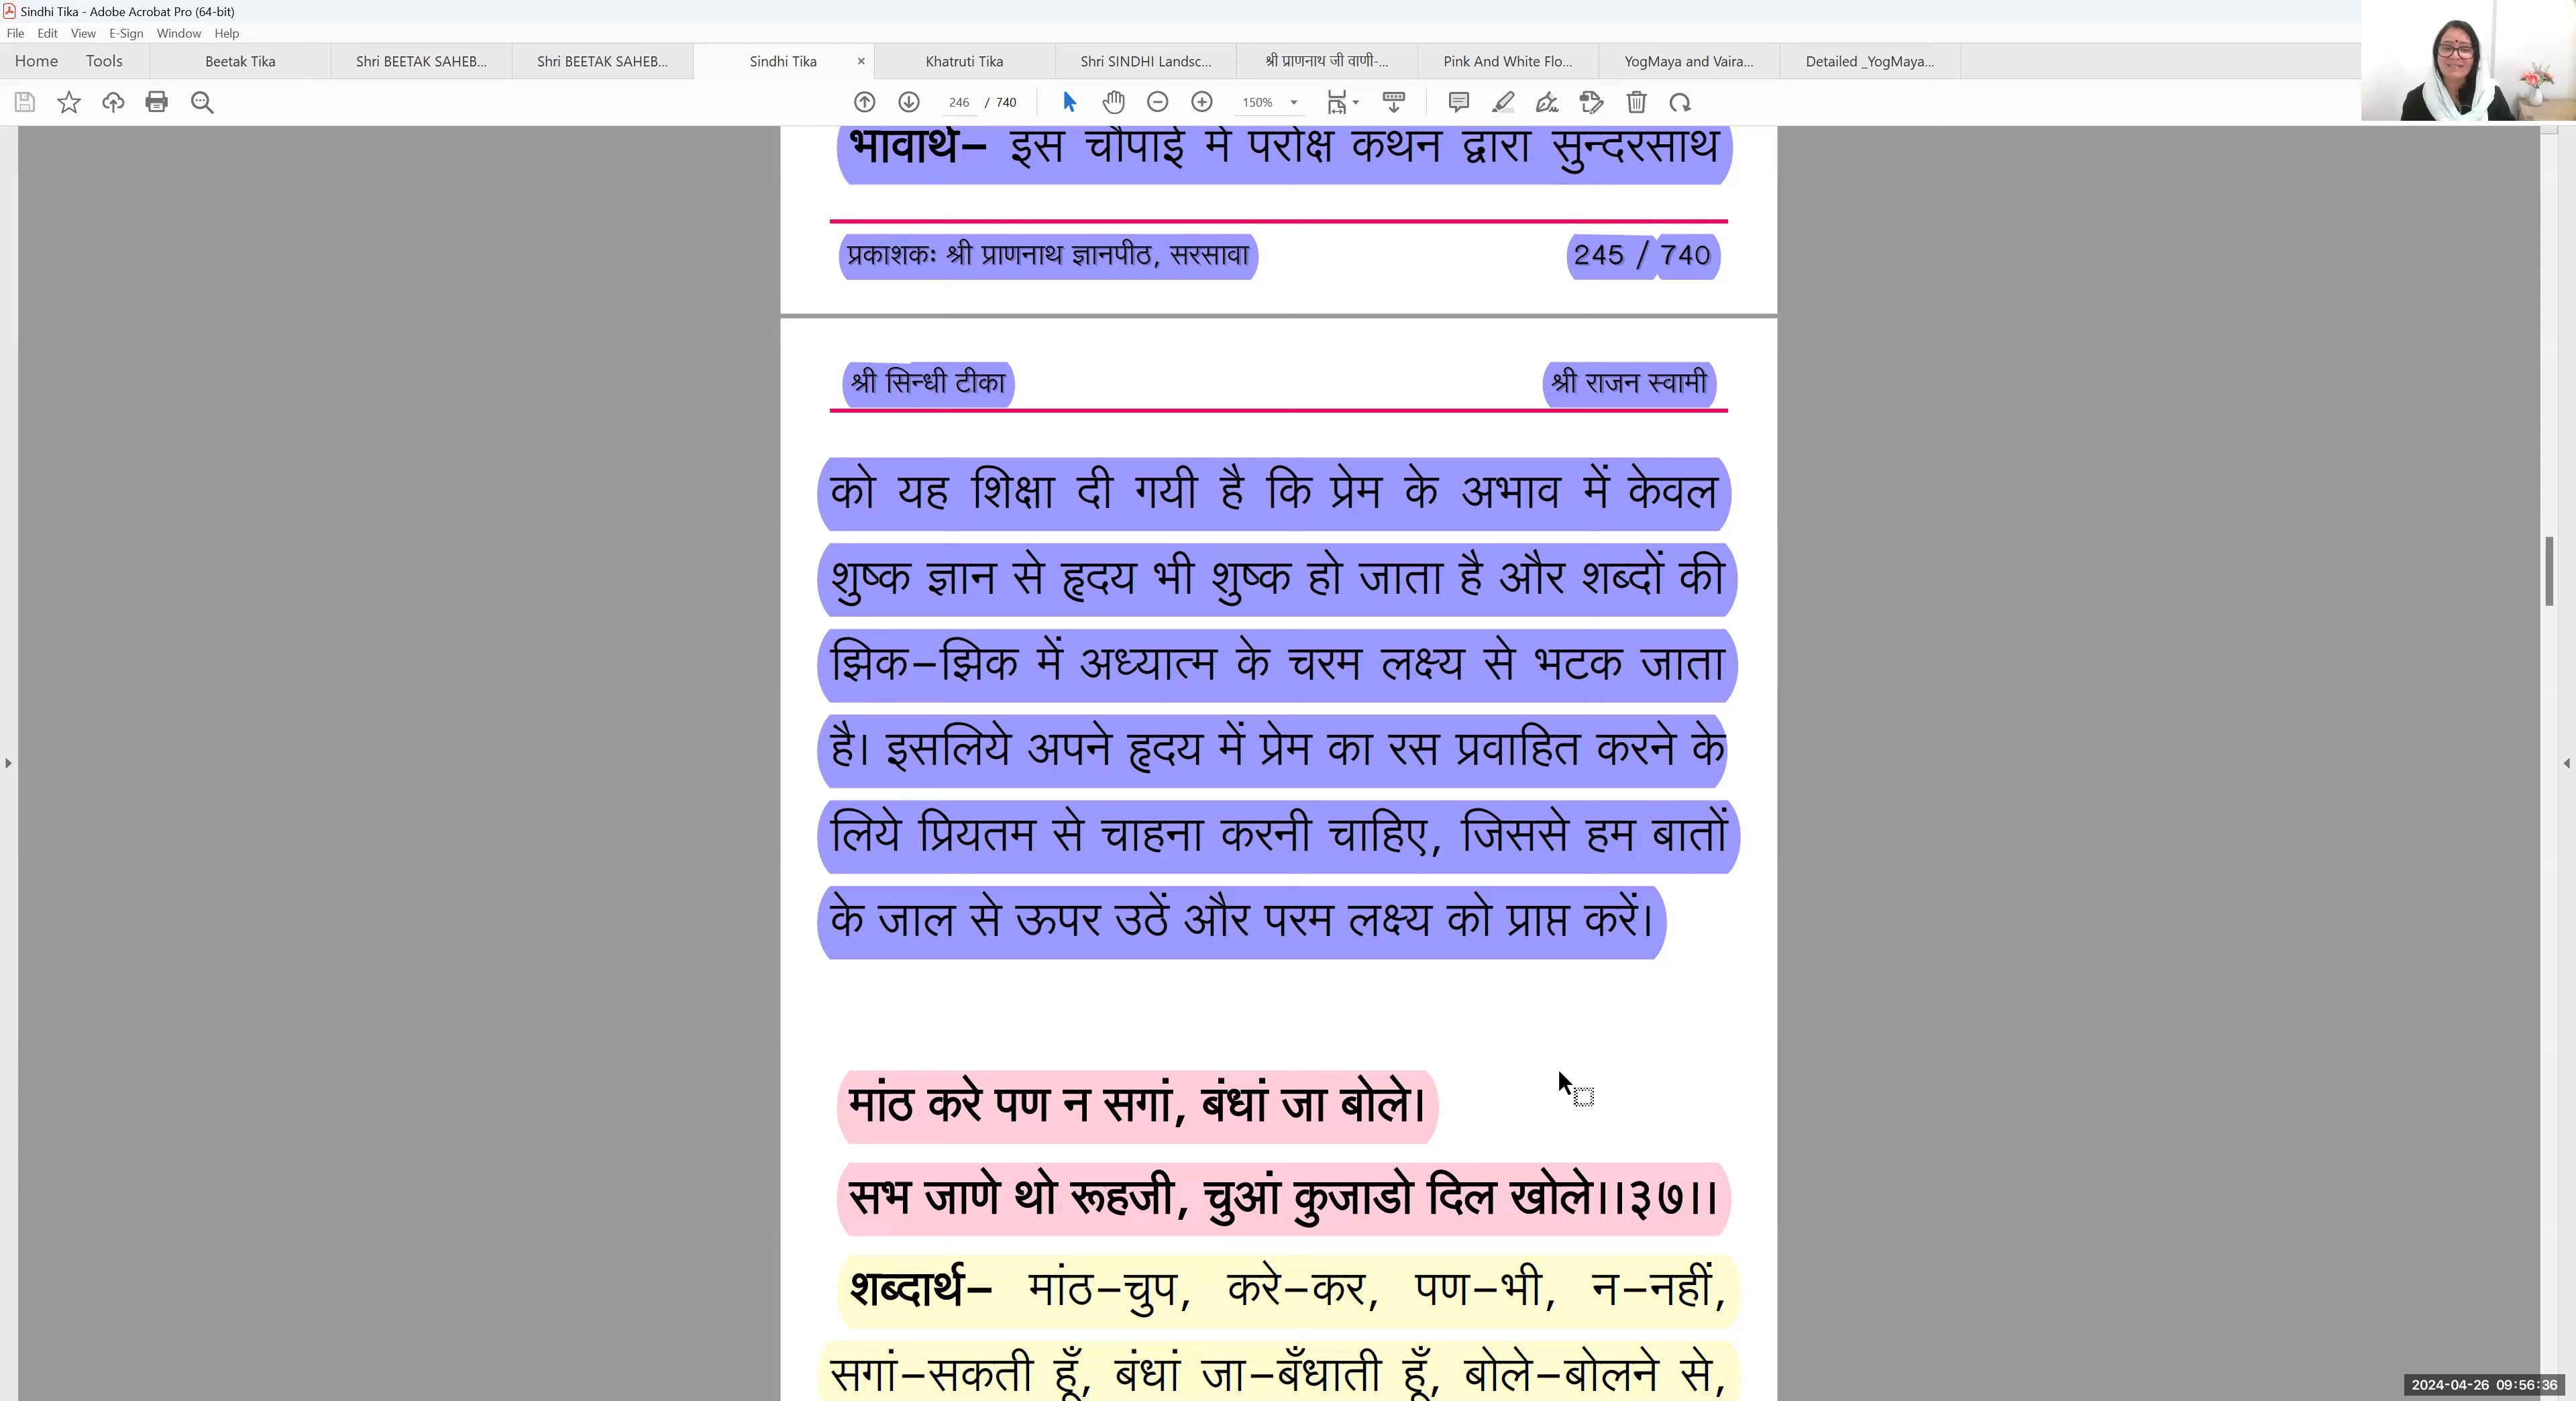 Sindhi Tika - Adobe Acrobat Pro (64-bit)
File Edit View E-Sign Window Help
Home Tools Beetak Tika Shri BEETAK SAHEB... Shri BEETAK SAHEB... Sindhi Tika × Khatruti Tika Shri SINDHI Landsc... श्री प्राणनाथ जी वाणी-... Pink And White Flo... YogMaya and Vaira... Detailed _YogMaya...
246 / 740 150%
भावार्थ– इस चौपाई में परोक्ष कथन द्वारा सुन्दरसाथ
प्रकाशकः श्री प्राणनाथ ज्ञानपीठ, सरसावा 245 / 740
श्री सिन्धी टीका श्री राजन स्वामी
को यह शिक्षा दी गयी है कि प्रेम के अभाव में केवल
शुष्क ज्ञान से हृदय भी शुष्क हो जाता है और शब्दों की
झिक–झिक में अध्यात्म के चरम लक्ष्य से भटक जाता
है। इसलिये अपने हृदय में प्रेम का रस प्रवाहित करने के
लिये प्रियतम से चाहना करनी चाहिए, जिससे हम बातों
के जाल से ऊपर उठें और परम लक्ष्य को प्राप्त करें।
मांठ करे पण न सगां, बंधां जा बोले।
सभ जाणे थो रूहजी, चुआं कुजाडो दिल खोले।।३७।।
शब्दार्थ– मांठ–चुप, करे–कर, पण–भी, न–नहीं,
सगां–सकती हूँ, बंधां जा–बँधाती हूँ, बोले–बोलने से,
2024-04-26 09:56:36